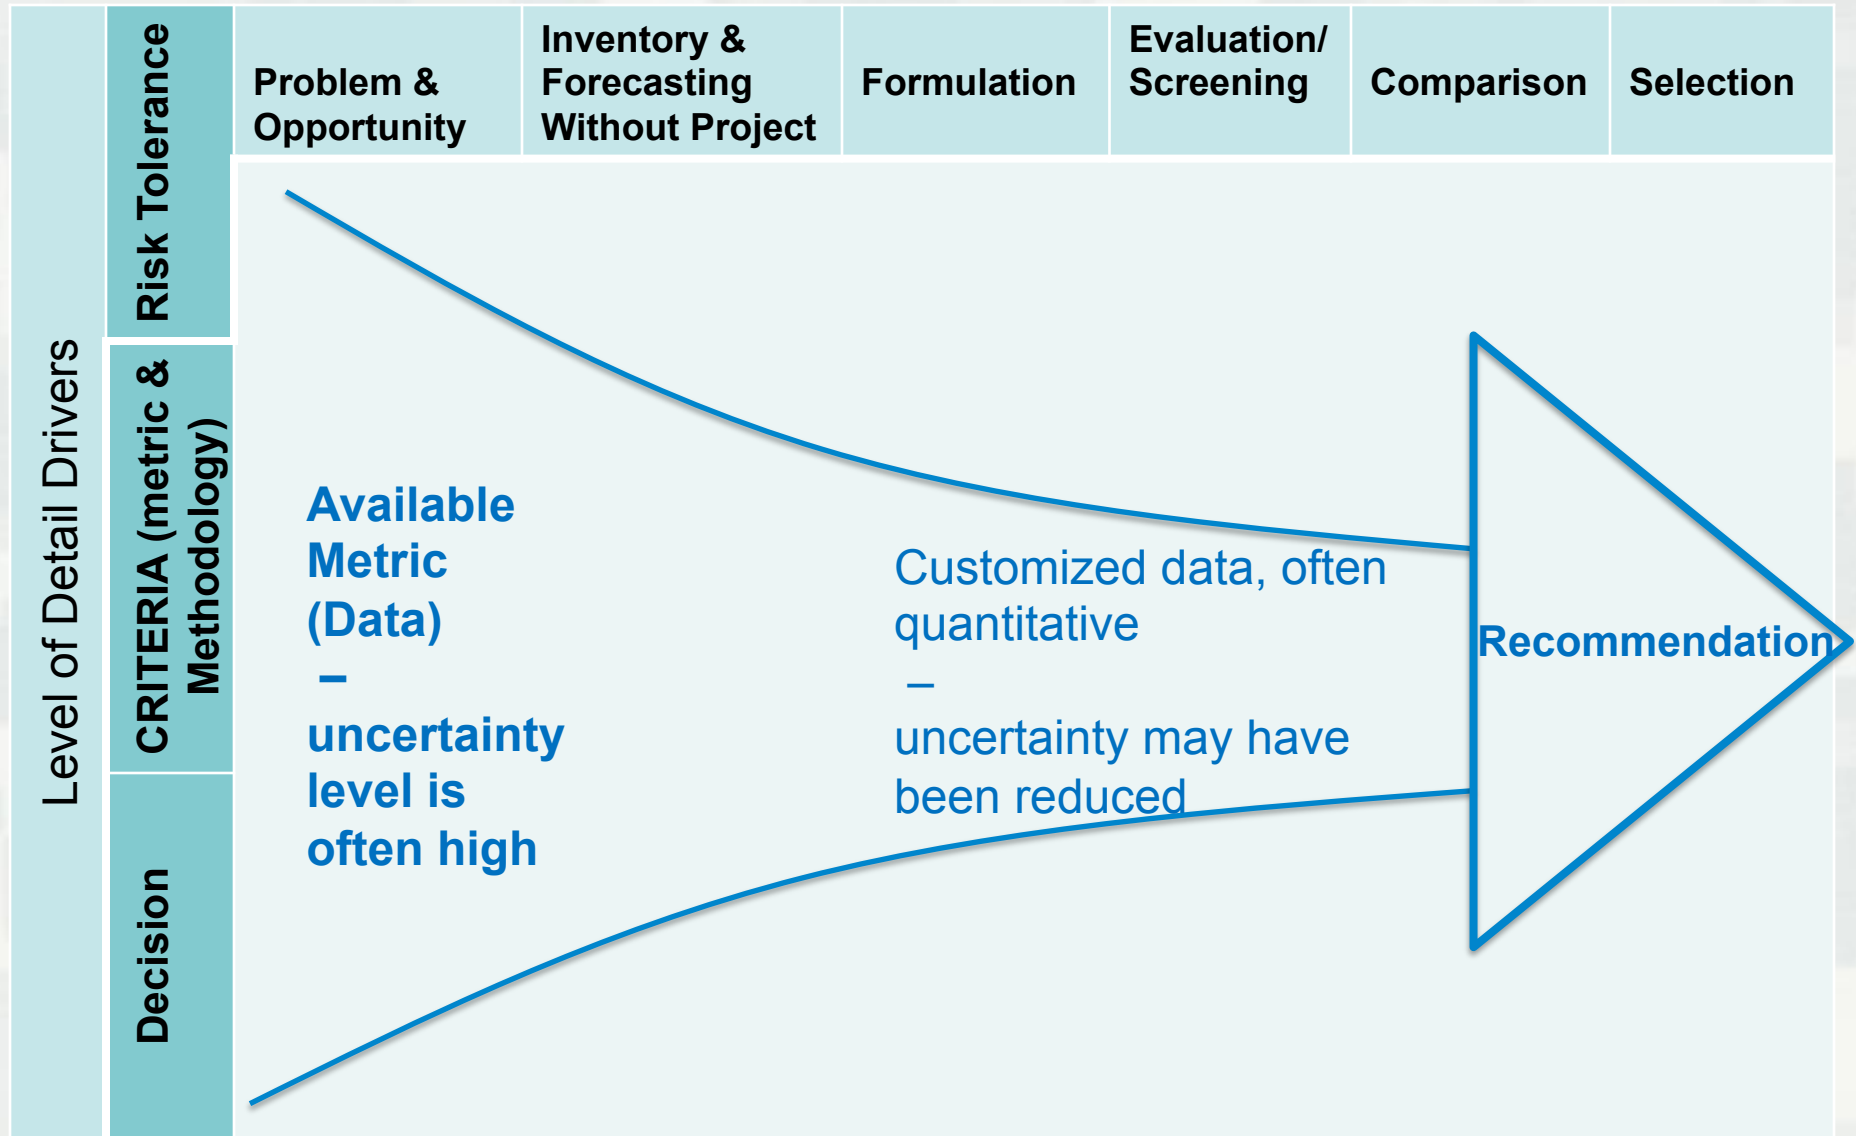 Problem &
Opportunity
Inventory &
Forecasting
Without Project
Formulation
Evaluation/
Screening
Comparison
Selection
Level of Detail Drivers
Risk Tolerance
CRITERIA (metric &
Methodology)
Decision
Available
Metric
(Data)
–
uncertainty
level is
often high
Customized data, often
quantitative
–
uncertainty may have
been reduced
Recommendation